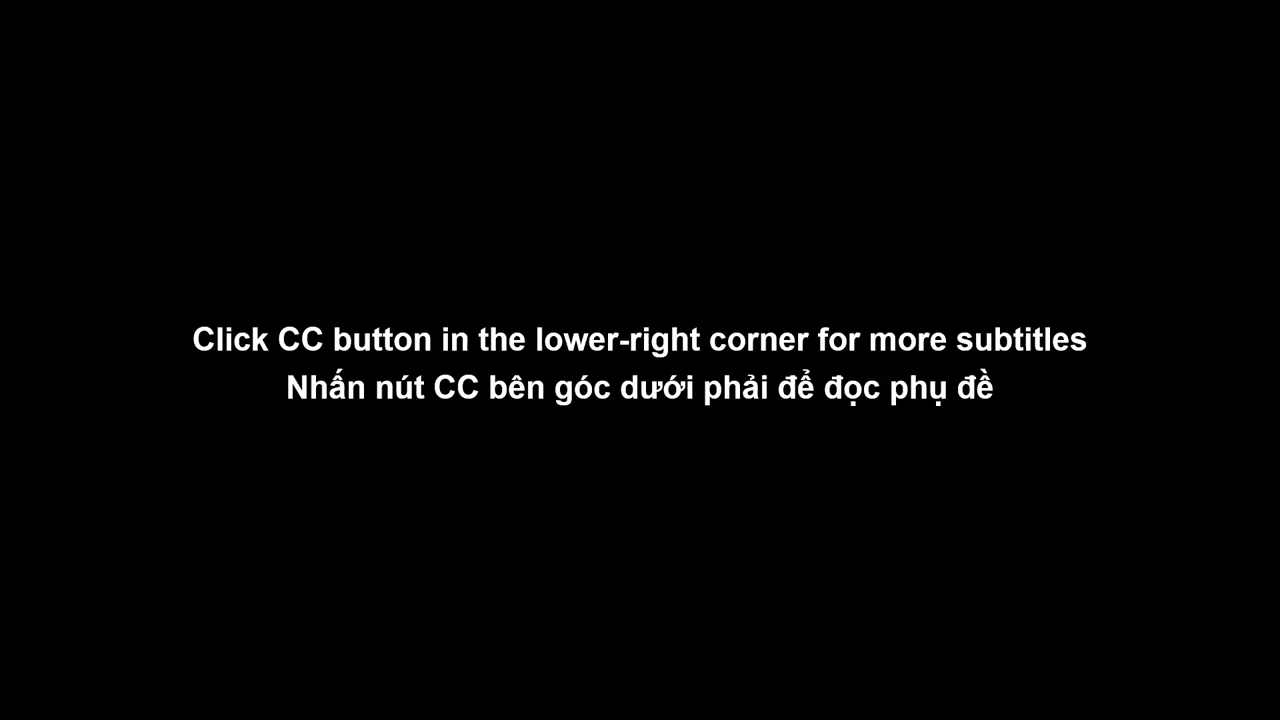 Click CC button in the lower-right corner for more subtitles
Nhấn nút CC bên góc dưới phải để đọc phụ đề